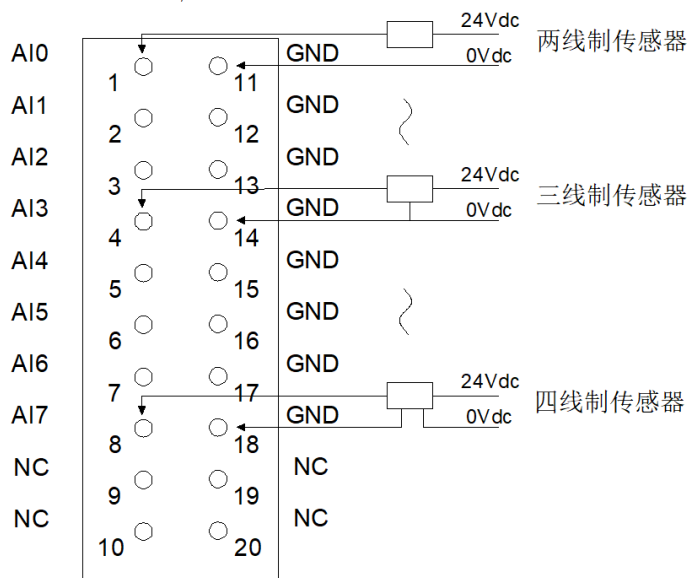 24Vdc
AI0 GND 0Vdc 两线制传感器
1 11
AI1 GND
2 12
AI2 GND
3 13 24Vdc
AI3 GND 0Vdc 三线制传感器
4 14
AI4 GND
5 15
AI5 GND
6 16
AI6 GND
7 17 24Vdc
AI7 GND 0Vdc 四线制传感器
8 18
NC NC
9 19
NC NC
10 20